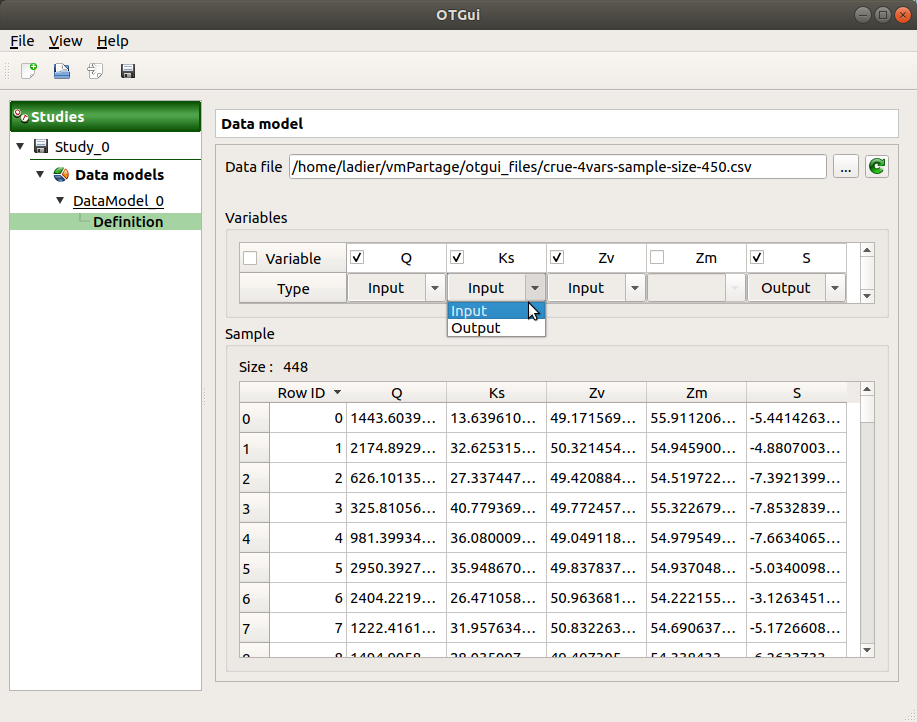 OTGui
File View Help
Studies
Study_0
Data models
DataModel_0
Definition
Data model
Data file /home/ladier/vmPartage/otgui_files/crue-4vars-sample-size-450.csv ...
Variables
Variable Q Ks Zv Zm S
Type Input Input Input Output
Input
Output
Sample
Size : 448
Row ID Q Ks Zv Zm S
0 0 1443.6039... 13.639610... 49.171569... 55.911206... -5.4414263...
1 1 2174.8929... 32.625315... 50.321454... 54.945900... -4.8807003...
2 2 626.10135... 27.337447... 49.420884... 54.519722... -7.3921399...
3 3 325.81056... 40.779369... 49.772457... 55.322679... -7.8532839...
4 4 981.39934... 36.080009... 49.049118... 54.979549... -7.6634065...
5 5 2950.3927... 35.948670... 49.837837... 54.937048... -5.0340098...
6 6 2404.2219... 26.471058... 50.963681... 54.222155... -3.1263451...
7 7 1222.4161... 31.957634... 50.832263... 54.690637... -5.1726608...